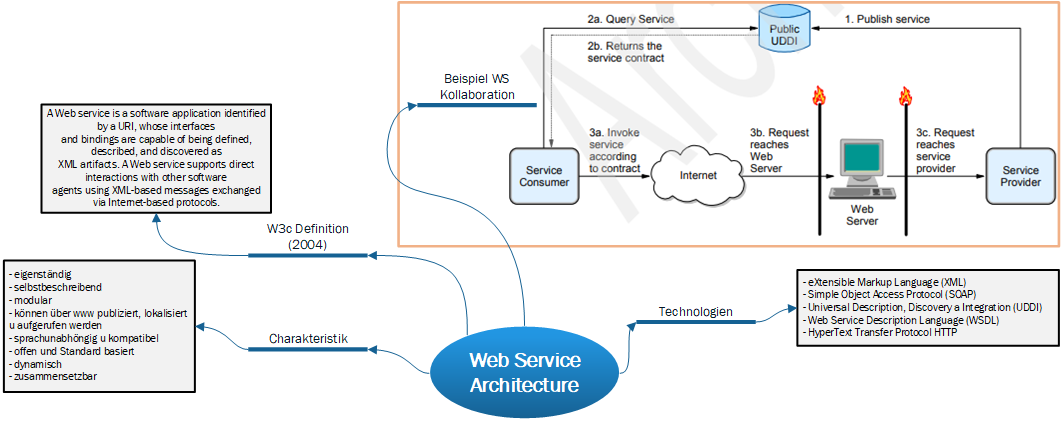 2a. Query Service
1. Publish service
Public
UDDI
2b. Returns the
service contract
Beispiel WS
Kollaboration
3a. Invoke
service
according
to contract
3b. Request
reaches
Web
Server
3c. Request
reaches
service
provider
Service
Consumer
Internet
Web
Server
Service
Provider
A Web service is a software application identified
by a URI, whose interfaces
and bindings are capable of being defined,
described, and discovered as
XML artifacts. A Web service supports direct
interactions with other software
agents using XML-based messages exchanged
via Internet-based protocols.
W3c Definition
(2004)
- eigenständig
- selbstbeschreibend
- modular
- können über www publiziert, lokalisiert
u aufgerufen werden
- sprachunabhöngig u kompatibel
- offen und Standard basiert
- dynamisch
- zusammensetzbar
Charakteristik
Web Service
Architecture
Technologien
- eXtensible Markup Language (XML)
- Simple Object Access Protocol (SOAP)
- Universal Description, Discovery a Integration (UDDI)
- Web Service Description Language (WSDL)
- HyperText Transfer Protocol HTTP